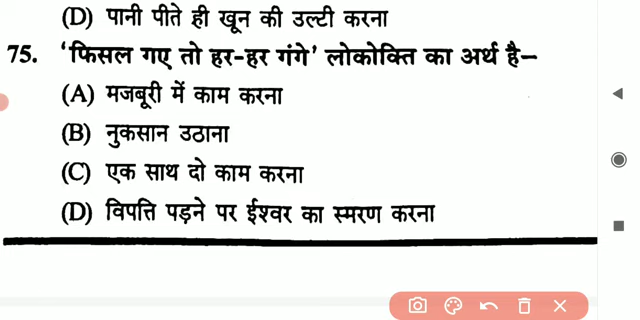 (D) पानी पीते ही खून की उल्टी करना
75. ‘फिसल गए तो हर-हर गंगे’ लोकोक्ति का अर्थ है–
(A) मजबूरी में काम करना
(B) नुकसान उठाना
(C) एक साथ दो काम करना
(D) विपत्ति पड़ने पर ईश्वर का स्मरण करना